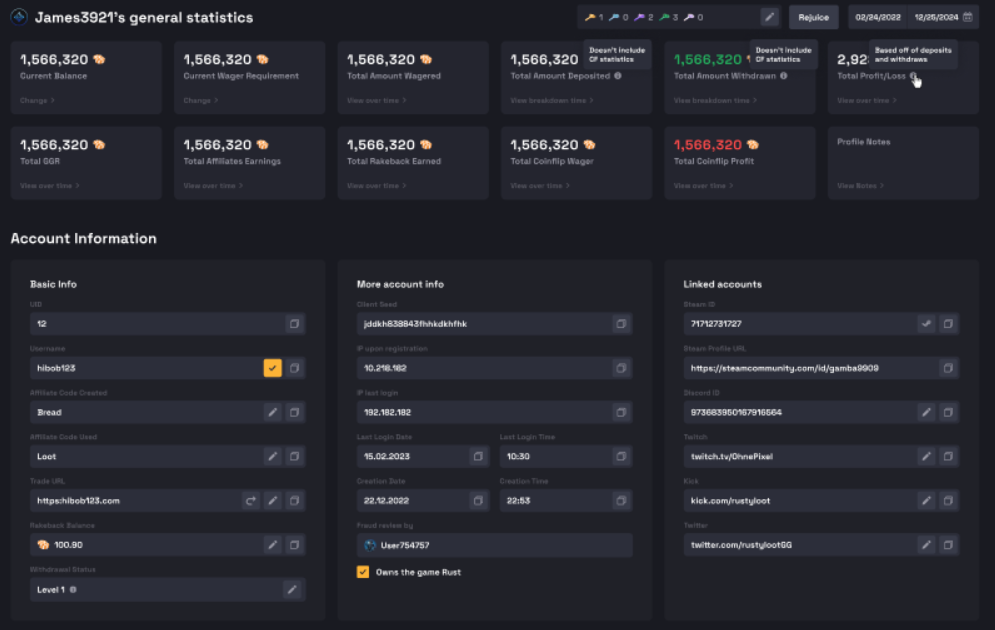 James3921's general statistics
1 0 2 3 0
Rejuice
02/24/2022 12/25/2024
1,566,320
Current Balance
Change >
1,566,320
Current Wager Requirement
Change >
1,566,320
Total Amount Wagered
View over time >
1,566,320
Doesn't include
CF statistics
Total Amount Deposited
View breakdown time >
1,566,320
Doesn't include
CF statistics
Total Amount Withdrawn
View breakdown time >
2,92
Based off of deposits
and withdraws
Total Profit/Loss
View over time >
1,566,320
Total GGR
View over time >
1,566,320
Total Affiliates Earnings
View over time >
1,566,320
Total Rakeback Earned
View over time >
1,566,320
Total Coinflip Wager
View over time >
1,566,320
Total Coinflip Profit
View over time >
Profile Notes
View Notes >
Account Information
Basic Info
UID
12
Username
hibob123
Affiliate Code Created
Bread
Affiliate Code Used
Loot
Trade URL
https:hibob123.com
Rakeback Balance
100.90
Withdrawal Status
Level 1
More account info
Client Seed
jddkh838843fhhkdkhfhk
IP upon registration
10.218.182
IP last login
192.182.182
Last Login Date Last Login Time
15.02.2023 10:30
Creation Date Creation Time
22.12.2022 22:53
Fraud review by
User754757
Owns the game Rust
Linked accounts
Steam ID
71712731727
Steam Profile URL
https://steamcommunity.com/id/gamba9909
Discord ID
973683950167916564
Twitch
twitch.tv/OhnePixel
Kick
kick.com/rustyloot
Twitter
twitter.com/rustylootGG